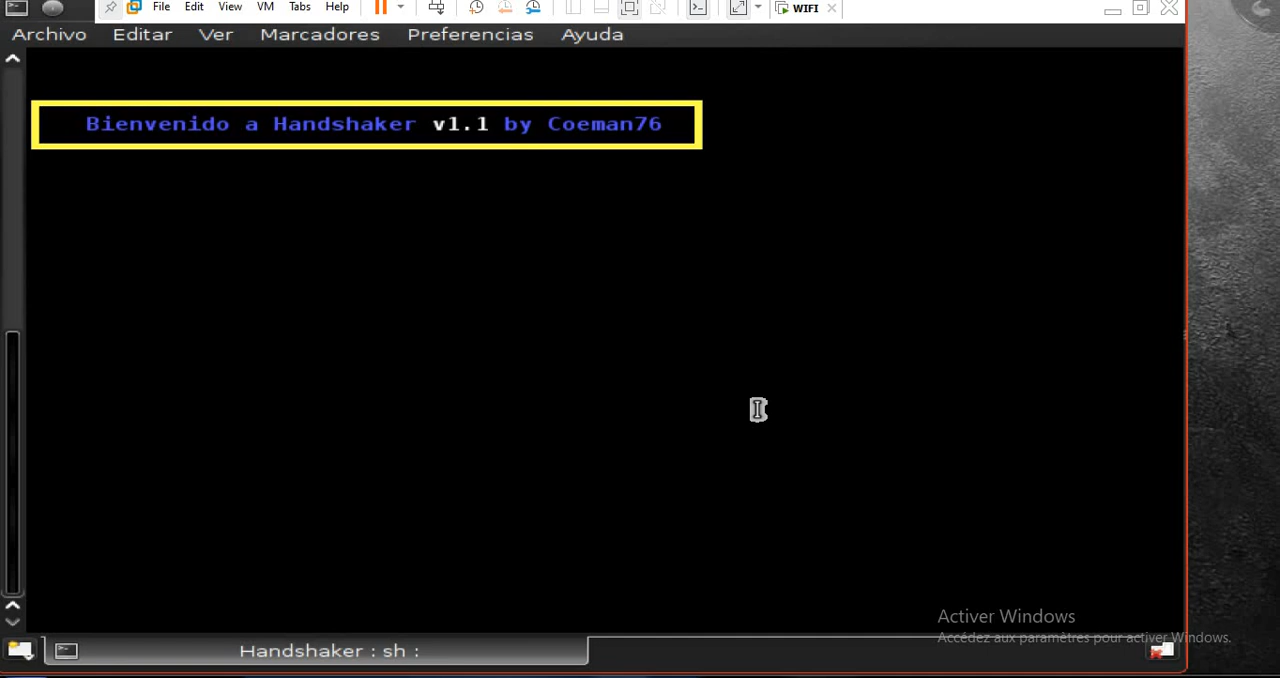 File Edit View VM Tabs Help WIFI
Archivo Editar Ver Marcadores Preferencias Ayuda
Bienvenido a Handshaker v1.1 by Coeman76
Activer Windows
Accédez aux paramètres pour activer Windows.
Handshaker : sh :